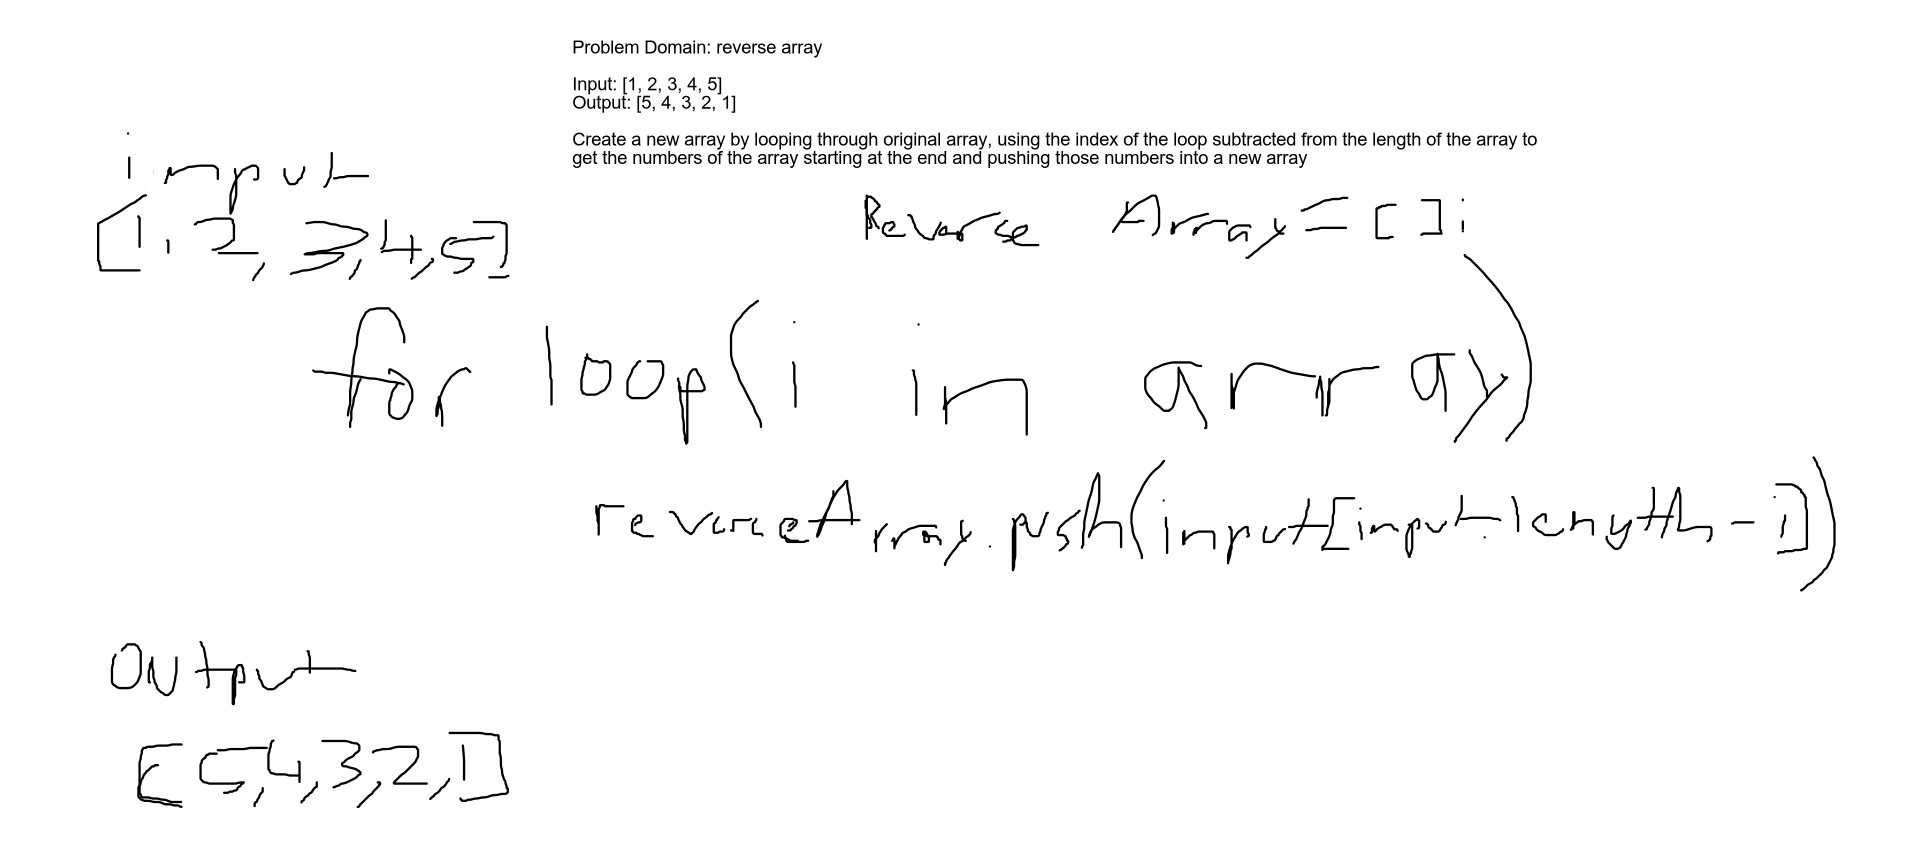 Problem Domain: reverse array
Input: [1, 2, 3, 4, 5]
Output: [5, 4, 3, 2, 1]
Create a new array by looping through original array, using the index of the loop subtracted from the length of the array to
get the numbers of the array starting at the end and pushing those numbers into a new array
input
[1, 2, 3, 4, 5]
Reverse Array = [];
for loop (i in array)
reverseArray.push(input[input.length - i])
Output
[5, 4, 3, 2, 1]